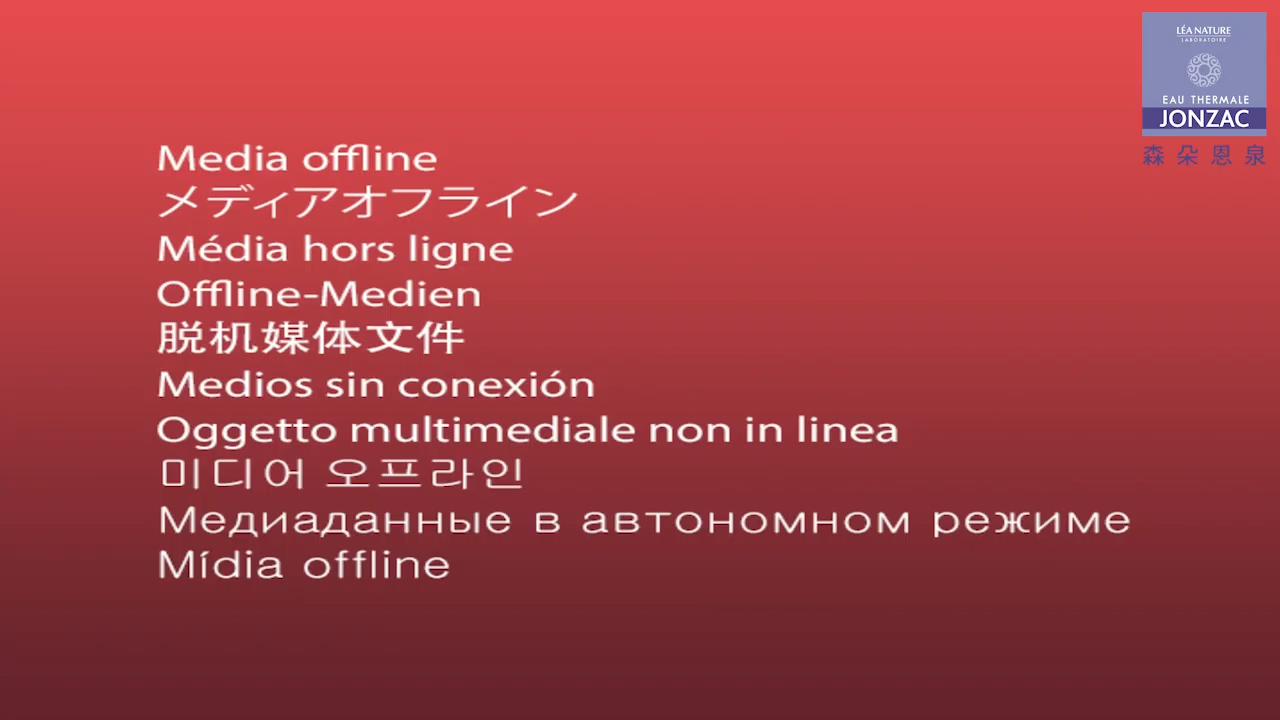 LÉA NATURE
LABORATOIRE
EAU THERMALE
JONZAC
森朵恩泉
Media offline
メディアオフライン
Média hors ligne
Offline-Medien
脱机媒体文件
Medios sin conexión
Oggetto multimediale non in linea
미디어 오프라인
Медиаданные в автономном режиме
Mídia offline